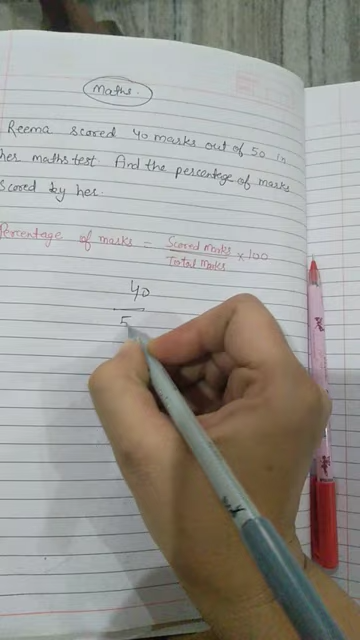 Maths.
Reema scored 40 marks out of 50 in
her maths test. Find the percentage of marks
scored by her.
Percentage of marks = Scored marks / Total Marks × 100
40
5